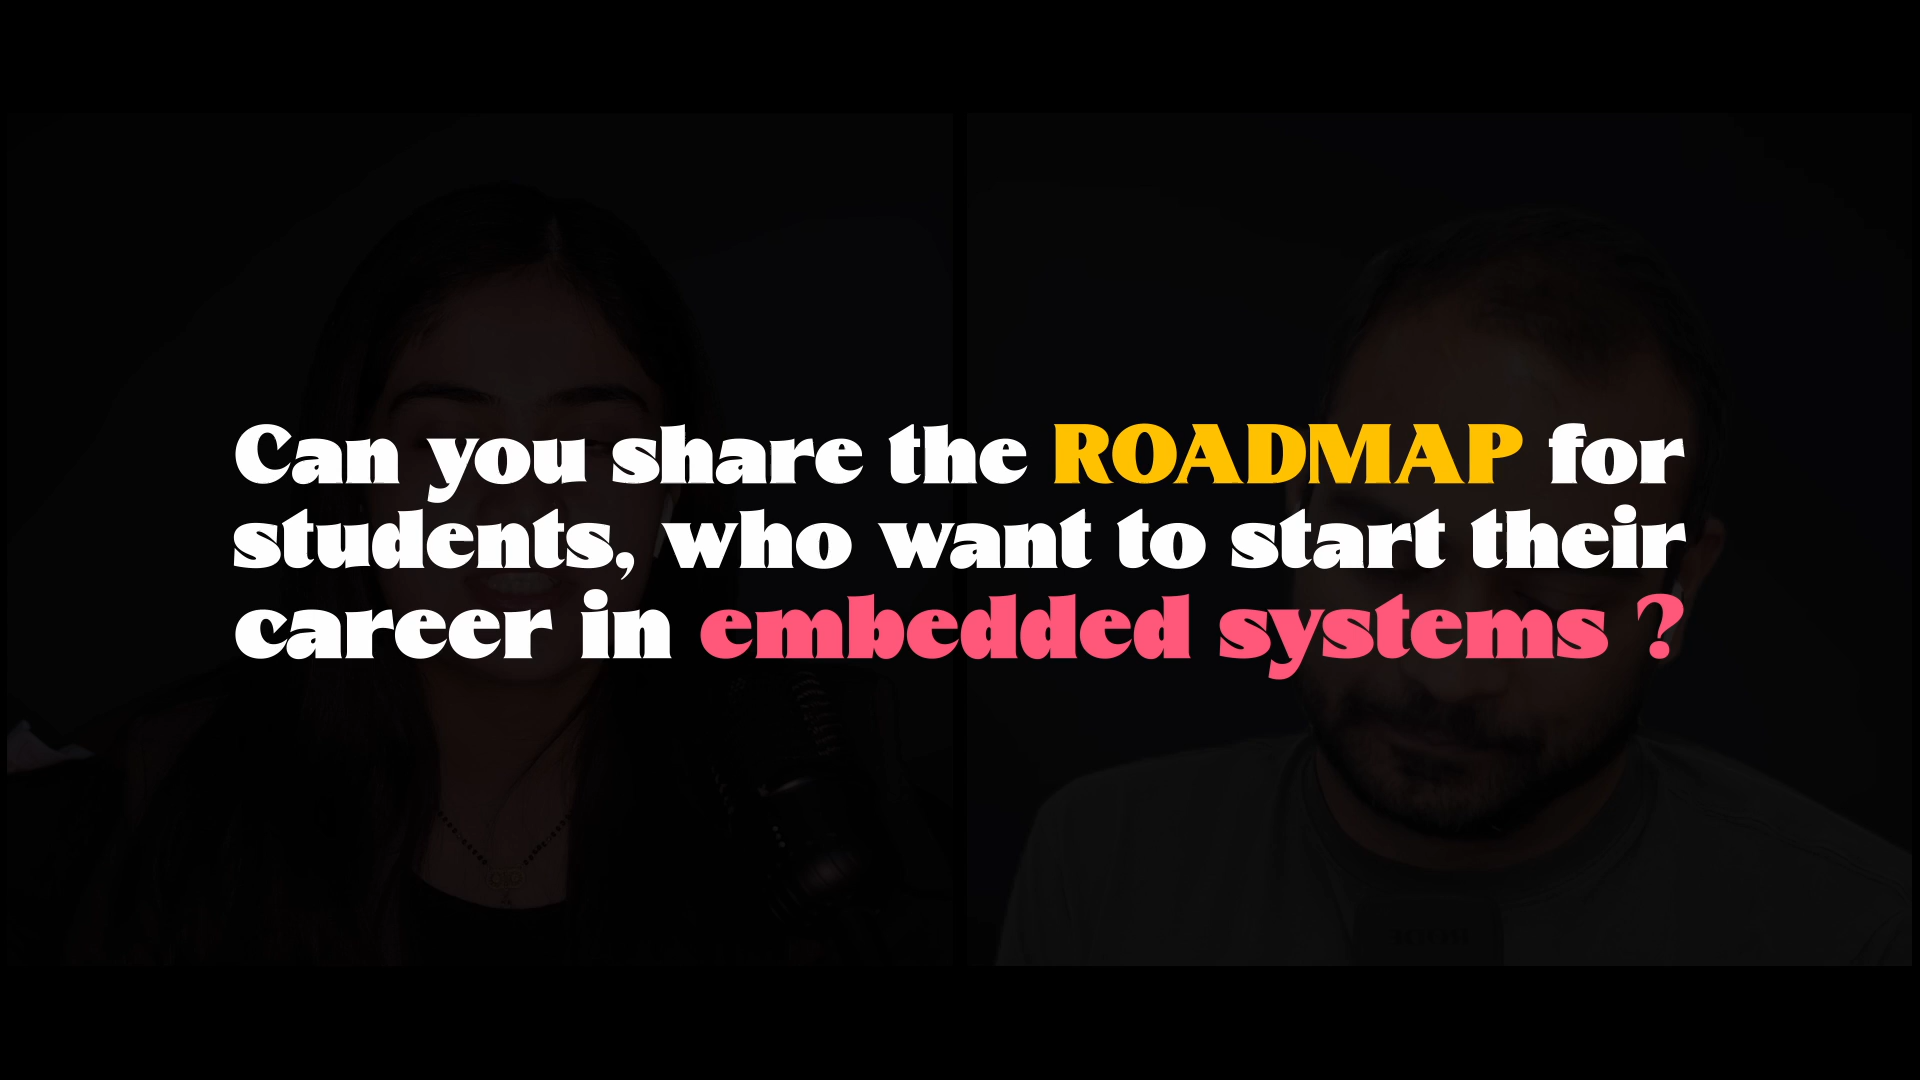 Can you share the ROADMAP for
students, who want to start their
career in embedded systems ?